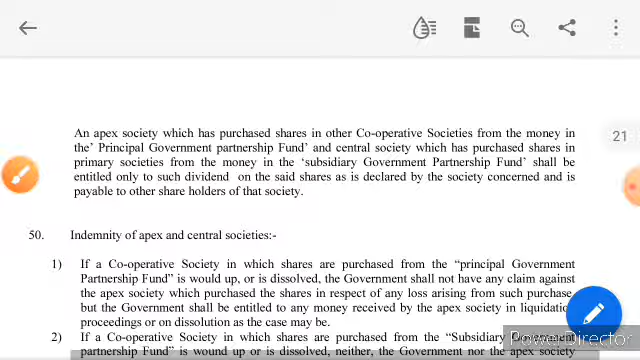 An apex society which has purchased shares in other Co-operative Societies from the money in
the' Principal Government partnership Fund' and central society which has purchased shares in
primary societies from the money in the 'subsidiary Government Partnership Fund' shall be
entitled only to such dividend on the said shares as is declared by the society concerned and is
payable to other share holders of that society.
21
50. Indemnity of apex and central societies:-
1) If a Co-operative Society in which shares are purchased from the "principal Government
Partnership Fund" is would up, or is dissolved, the Government shall not have any claim against
the apex society which purchased the shares in respect of any loss arising from such purchase,
but the Government shall be entitled to any money received by the apex society in liquidation
proceedings or on dissolution as the case may be.
2) If a Co-operative Society in which shares are purchased from the "Subsidiary Government
partnership Fund" is wound up or is dissolved, neither, the Government nor the apex society
Power Director